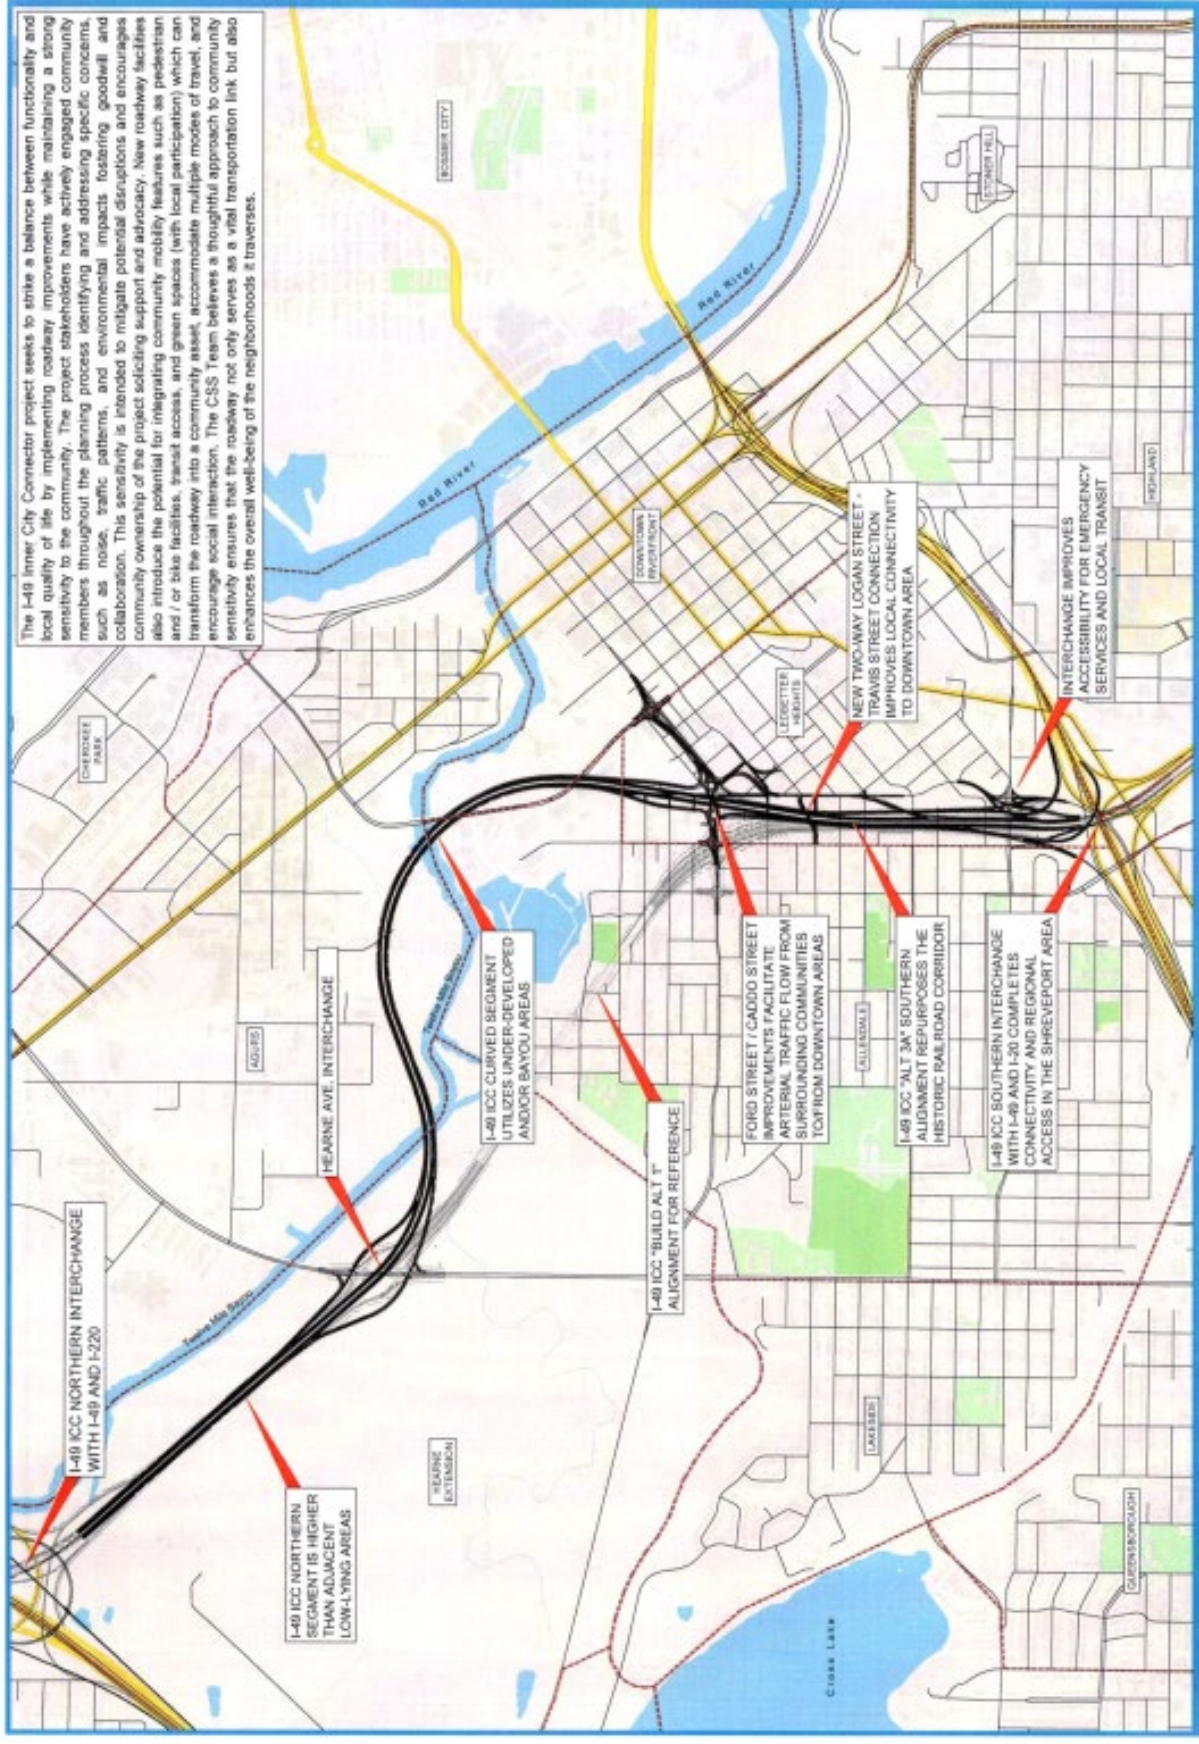 The I-49 Inner City Connector project seeks to strike a balance between functionality and
local quality of life by implementing roadway improvements while maintaining a strong
sensitivity to the community. The project stakeholders have actively engaged community
members throughout the planning process identifying and addressing specific concerns,
such as noise, traffic patterns, and environmental impacts fostering goodwill and
collaboration. This sensitivity is intended to mitigate potential disruptions and encourages
community ownership of the project soliciting support and advocacy. New roadway facilities
also introduce the potential for integrating community mobility features such as pedestrian
and / or bike facilities, transit access, and green spaces (with local participation) which can
transform the roadway into a community asset, accommodate multiple modes of travel, and
encourage social interaction. The CSS Team believes a thoughtful approach to community
sensitivity ensures that the roadway not only serves as a vital transportation link but also
enhances the overall well-being of the neighborhoods it traverses.
I-49 ICC NORTHERN INTERCHANGE
WITH I-49 AND I-220
I-49 ICC NORTHERN
SEGMENT IS HIGHER
THAN ADJACENT
LOW-LYING AREAS
HEARNE AVE. INTERCHANGE
I-49 ICC CURVED SEGMENT
UTILIZES UNDER-DEVELOPED
AND/OR BAYOU AREAS
I-49 ICC "BUILD ALT 1"
ALIGNMENT FOR REFERENCE
FORD STREET / CADDO STREET
IMPROVEMENTS FACILITATE
ARTERIAL TRAFFIC FLOW FROM
SURROUNDING COMMUNITIES
TO/FROM DOWNTOWN AREAS
I-49 ICC "ALT 3A" SOUTHERN
ALIGNMENT REPURPOSES THE
HISTORIC RAILROAD CORRIDOR
I-49 ICC SOUTHERN INTERCHANGE
WITH I-49 AND I-20 COMPLETES
CONNECTIVITY AND REGIONAL
ACCESS IN THE SHREVEPORT AREA
NEW TWO-WAY LOGAN STREET -
TRAVIS STREET CONNECTION
IMPROVES LOCAL CONNECTIVITY
TO DOWNTOWN AREA
INTERCHANGE IMPROVES
ACCESSIBILITY FOR EMERGENCY
SERVICES AND LOCAL TRANSIT
CHEROKEE
PARK
AGURS
HEARNE
EXTENSION
BOSSIER CITY
DOWNTOWN
RIVERFRONT
LEDBETTER
HEIGHTS
STONER HILL
HIGHLAND
ALLENDALE
LAKESIDE
QUEENSBOROUGH
Twelve Mile Bayou
Twelve Mile Bayou
Red River
Red River
Cross Lake